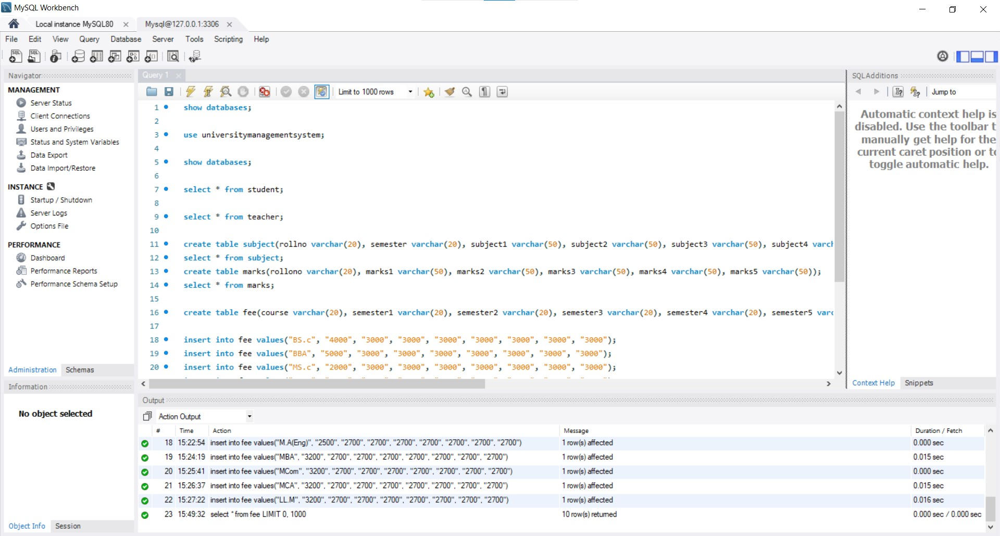 MySQL Workbench
Local instance MySQL80
Mysql@127.0.0.1:3306
File Edit View Query Database Server Tools Scripting Help
Navigator
MANAGEMENT
Server Status
Client Connections
Users and Privileges
Status and System Variables
Data Export
Data Import/Restore
INSTANCE
Startup / Shutdown
Server Logs
Options File
PERFORMANCE
Dashboard
Performance Reports
Performance Schema Setup
Administration Schemas
Information
No object selected
Object Info Session
Query 1
Limit to 1000 rows
1 show databases;
2
3 use universitymanagementsystem;
4
5 show databases;
6
7 select * from student;
8
9 select * from teacher;
10
11 create table subject(rollno varchar(20), semester varchar(20), subject1 varchar(50), subject2 varchar(50), subject3 varchar(50), subject4 varch
12 select * from subject;
13 create table marks(rollono varchar(20), marks1 varchar(50), marks2 varchar(50), marks3 varchar(50), marks4 varchar(50), marks5 varchar(50));
14 select * from marks;
15
16 create table fee(course varchar(20), semester1 varchar(20), semester2 varchar(20), semester3 varchar(20), semester4 varchar(20), semester5 varc
17
18 insert into fee values("BS.c", "4000", "3000", "3000", "3000", "3000", "3000", "3000", "3000");
19 insert into fee values("BBA", "5000", "3000", "3000", "3000", "3000", "3000", "3000", "3000");
20 insert into fee values("MS.c", "2000", "3000", "3000", "3000", "3000", "3000", "3000", "3000");
SQLAdditions
Jump to
Automatic context help is
disabled. Use the toolbar t
manually get help for the
current caret position or to
toggle automatic help.
Context Help Snippets
Output
Action Output
# Time Action Message Duration / Fetch
18 15:22:54 insert into fee values("M.A(Eng)", "2500", "2700", "2700", "2700", "2700", "2700", "2700", "2700") 1 row(s) affected 0.000 sec
19 15:24:19 insert into fee values("MBA", "3200", "2700", "2700", "2700", "2700", "2700", "2700", "2700") 1 row(s) affected 0.015 sec
20 15:25:41 insert into fee values("MCom", "3200", "2700", "2700", "2700", "2700", "2700", "2700", "2700") 1 row(s) affected 0.000 sec
21 15:26:37 insert into fee values("MCA", "3200", "2700", "2700", "2700", "2700", "2700", "2700", "2700") 1 row(s) affected 0.015 sec
22 15:27:22 insert into fee values("LL.M", "3200", "2700", "2700", "2700", "2700", "2700", "2700", "2700") 1 row(s) affected 0.016 sec
23 15:49:32 select * from fee LIMIT 0, 1000 10 row(s) returned 0.000 sec / 0.000 sec